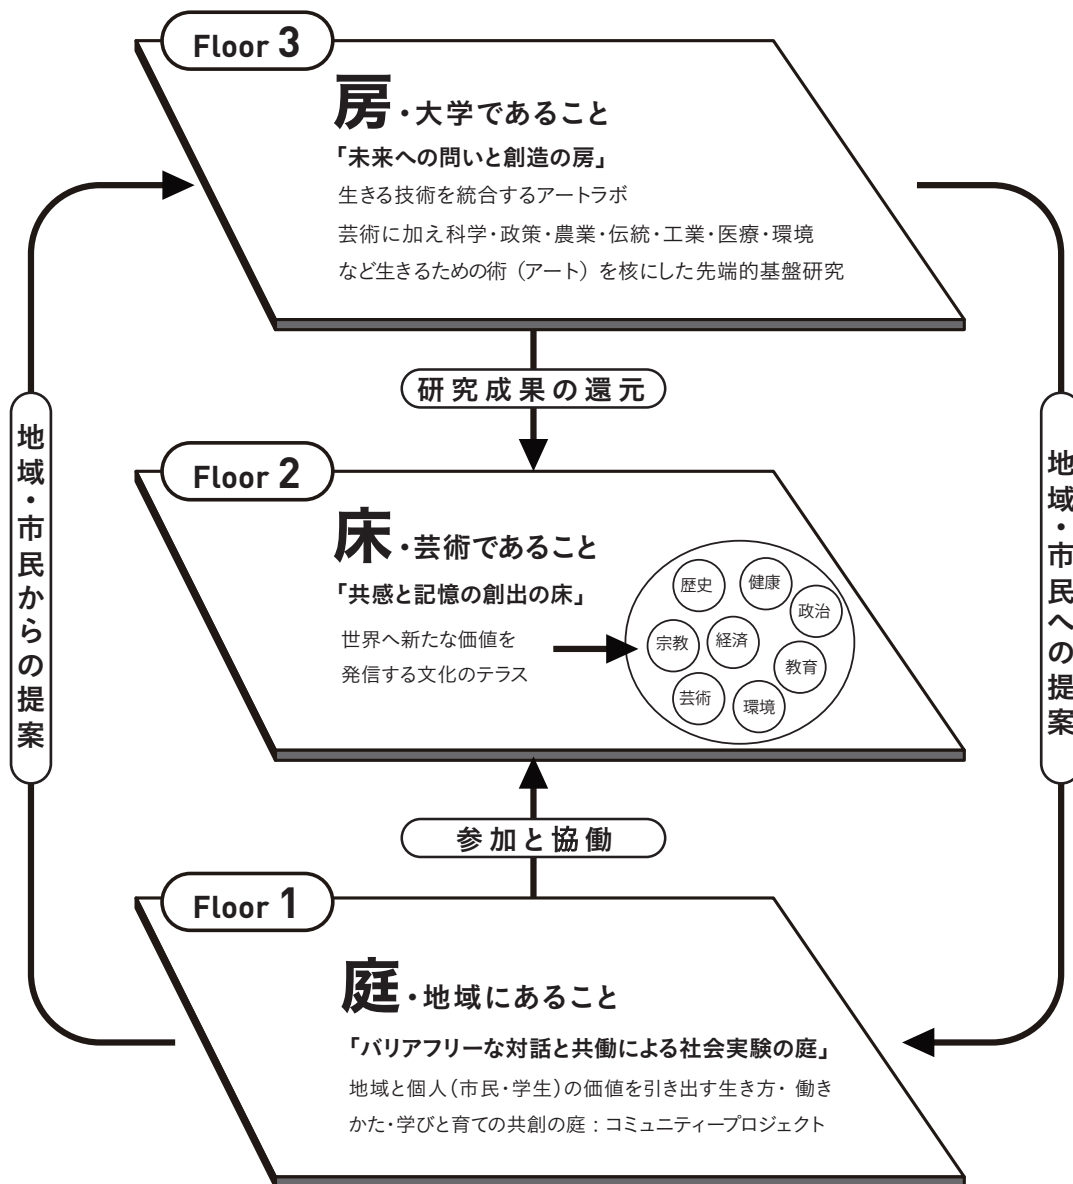 Floor 3
房・大学であること
「未来への問いと創造の房」
生きる技術を統合するアートラボ
芸術に加え科学・政策・農業・伝統・工業・医療・環境
など生きるための術（アート）を核にした先端的基盤研究
研究成果の還元
地域・市民からの提案
地域・市民への提案
Floor 2
床・芸術であること
「共感と記憶の創出の床」
世界へ新たな価値を
発信する文化のテラス
歴史
健康
政治
宗教
経済
教育
芸術
環境
参加と協働
Floor 1
庭・地域にあること
「バリアフリーな対話と共働による社会実験の庭」
地域と個人（市民・学生）の価値を引き出す生き方・ 働き
かた・学びと育ての共創の庭 : コミュニティープロジェクト